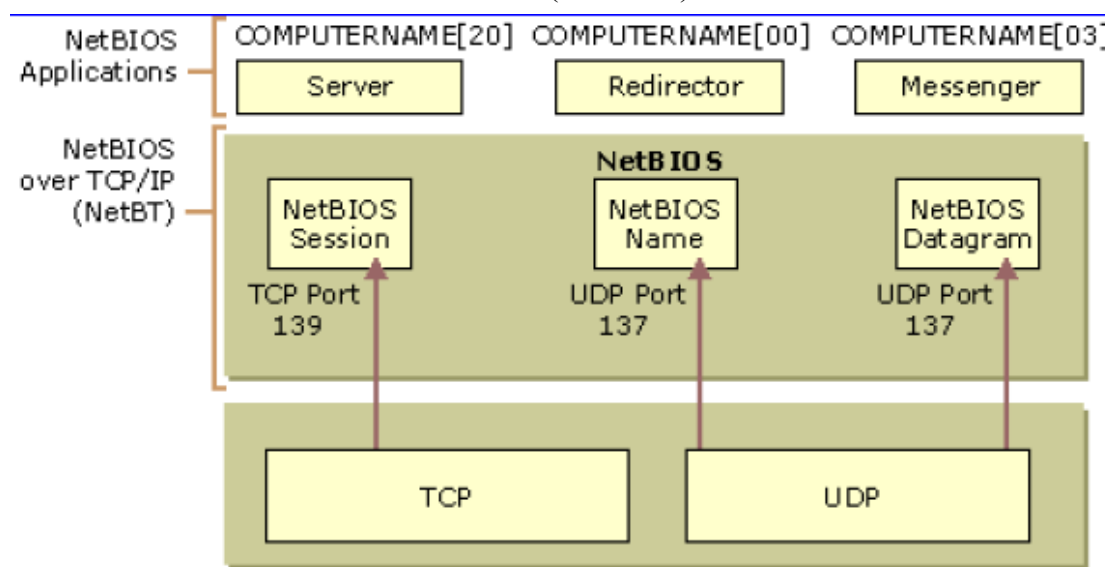 NetBIOS
Applications
COMPUTERNAME[20] COMPUTERNAME[00] COMPUTERNAME[03]
Server
Redirector
Messenger
NetBIOS
over TCP/IP
(NetBT)
NetBIOS
NetBIOS
Session
NetBIOS
Name
NetBIOS
Datagram
TCP Port
139
UDP Port
137
UDP Port
137
TCP
UDP